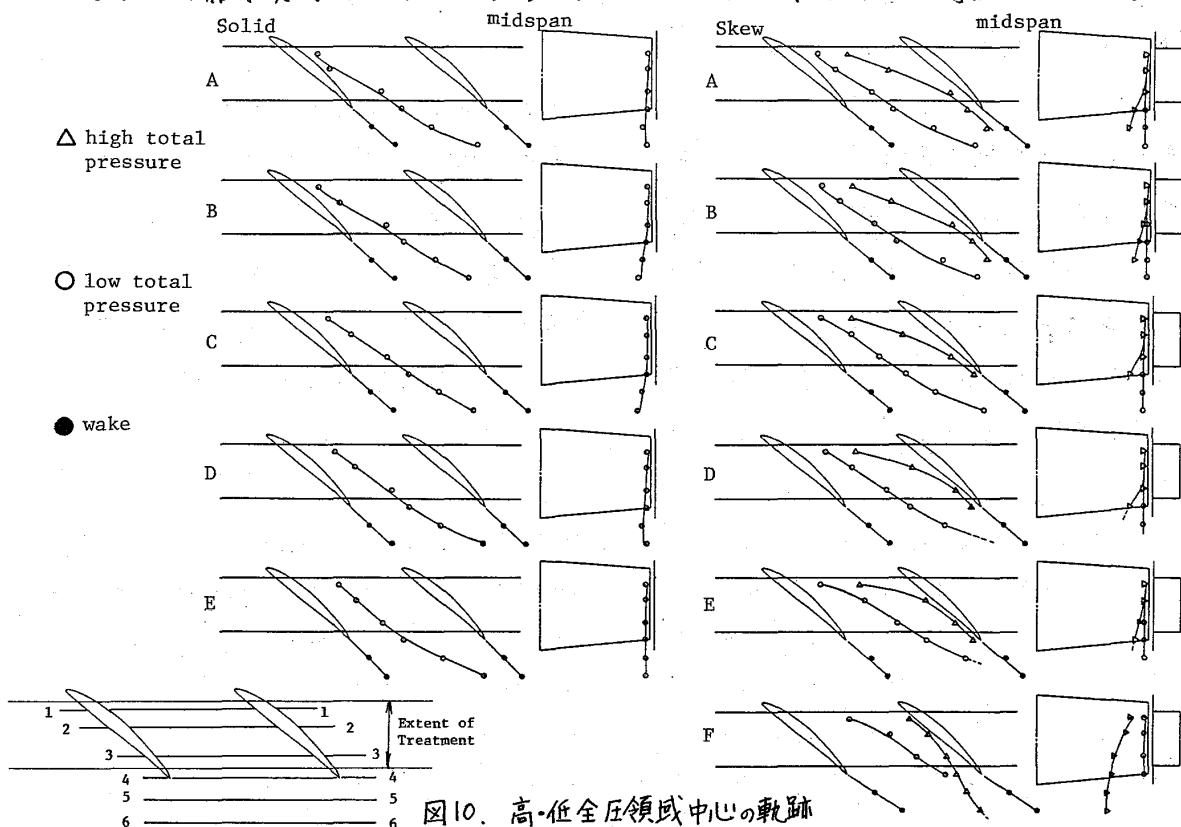 Solid
midspan
Skew
midspan
A
A
△ high total
pressure
B
B
○ low total
pressure
C
C
● wake
D
D
E
E
F
1
1
2
2
3
3
4
4
5
5
6
6
Extent of
Treatment
図10. 高・低全圧領域中心の軌跡